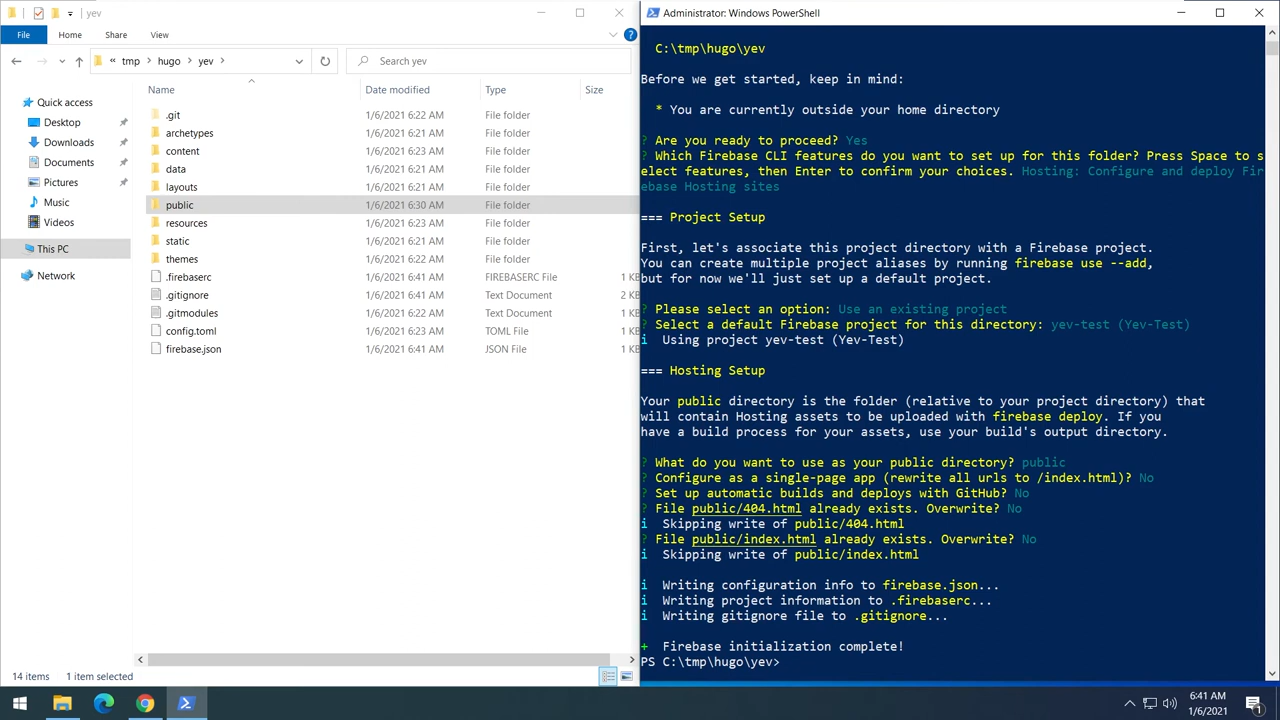 yev
File
Home
Share
View
tmp
hugo
yev
Search yev
Name
Date modified
Type
Size
Quick access
Desktop
Downloads
Documents
Pictures
Music
Videos
This PC
Network
.git 1/6/2021 6:22 AM File folder
archetypes 1/6/2021 6:21 AM File folder
content 1/6/2021 6:23 AM File folder
data 1/6/2021 6:21 AM File folder
layouts 1/6/2021 6:21 AM File folder
public 1/6/2021 6:30 AM File folder
resources 1/6/2021 6:23 AM File folder
static 1/6/2021 6:21 AM File folder
themes 1/6/2021 6:22 AM File folder
.firebaserc 1/6/2021 6:41 AM FIREBASERC File 1 KB
.gitignore 1/6/2021 6:41 AM Text Document 2 KB
.gitmodules 1/6/2021 6:22 AM Text Document 1 KB
config.toml 1/6/2021 6:23 AM TOML File 1 KB
firebase.json 1/6/2021 6:41 AM JSON File 1 KB
14 items 1 item selected
Administrator: Windows PowerShell
C:\tmp\hugo\yev
Before we get started, keep in mind:
* You are currently outside your home directory
? Are you ready to proceed? Yes
? Which Firebase CLI features do you want to set up for this folder? Press Space to s
elect features, then Enter to confirm your choices. Hosting: Configure and deploy Fir
ebase Hosting sites
=== Project Setup
First, let's associate this project directory with a Firebase project.
You can create multiple project aliases by running firebase use --add,
but for now we'll just set up a default project.
? Please select an option: Use an existing project
? Select a default Firebase project for this directory: yev-test (Yev-Test)
i Using project yev-test (Yev-Test)
=== Hosting Setup
Your public directory is the folder (relative to your project directory) that
will contain Hosting assets to be uploaded with firebase deploy. If you
have a build process for your assets, use your build's output directory.
? What do you want to use as your public directory? public
? Configure as a single-page app (rewrite all urls to /index.html)? No
? Set up automatic builds and deploys with GitHub? No
? File public/404.html already exists. Overwrite? No
i Skipping write of public/404.html
? File public/index.html already exists. Overwrite? No
i Skipping write of public/index.html
i Writing configuration info to firebase.json...
i Writing project information to .firebaserc...
i Writing gitignore file to .gitignore...
+ Firebase initialization complete!
PS C:\tmp\hugo\yev>
6:41 AM
1/6/2021
1